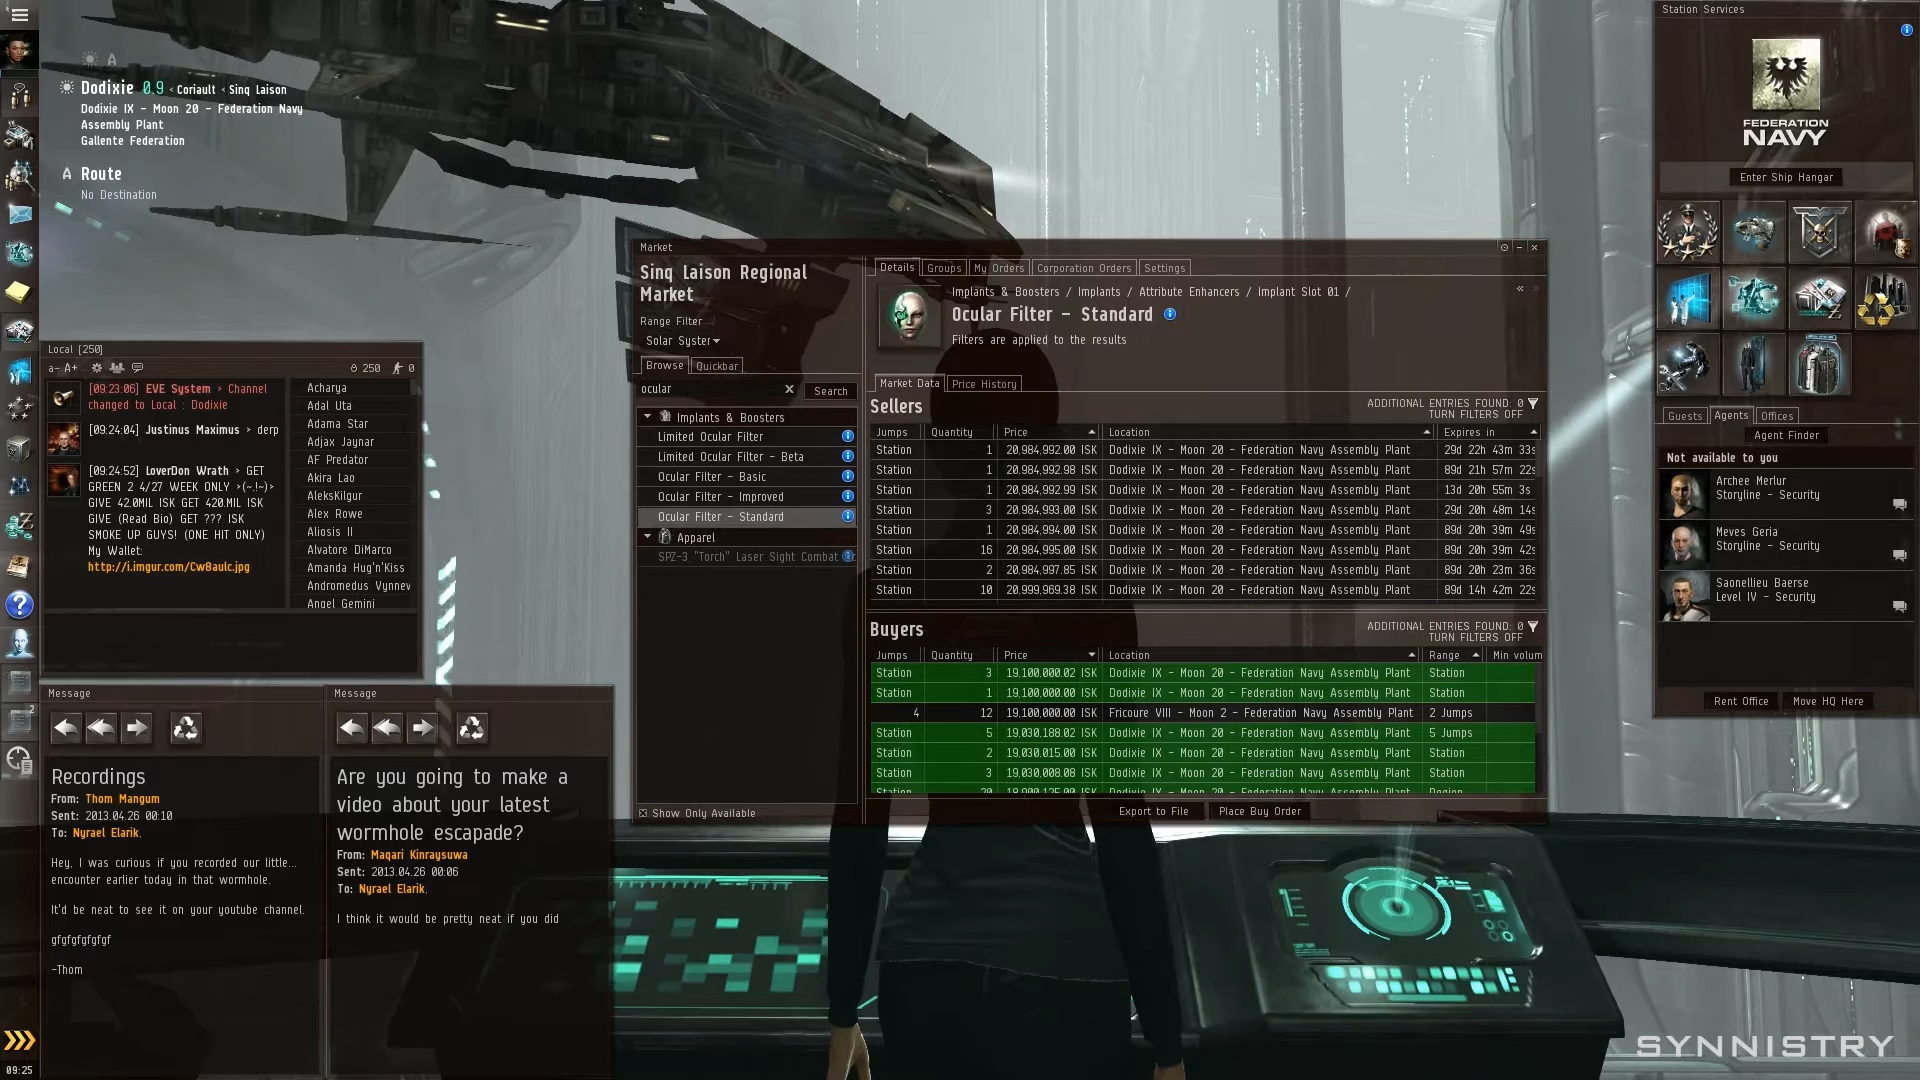 Dodixie 0.9 < Coriault < Sinq Laison
Dodixie IX - Moon 20 - Federation Navy
Assembly Plant
Gallente Federation
Route
No Destination
Local [250]
a- A+
250
0
[09:23:06] EVE System > Channel
changed to Local : Dodixie
[09:24:04] Justinus Maximus > derp
[09:24:52] LoverDon Wrath > GET
GREEN 2 4/27 WEEK ONLY >(~.!~)>
GIVE 42.0MIL ISK GET 420.MIL ISK
GIVE (Read Bio) GET ??? ISK
SMOKE UP GUYS! (ONE HIT ONLY)
My Wallet:
http://i.imgur.com/Cw8aulc.jpg
Acharya
Adal Uta
Adama Star
Adjax Jaynar
AF Predator
Akira Lao
AleksKilgur
Alex Rowe
Aliosis II
Alvatore DiMarco
Amanda Hug'n'Kiss
Andromedus Vynnev
Angel Gemini
Message
Recordings
From: Thom Mangum
Sent: 2013.04.26 00:10
To: Nyrael Elarik,
Hey, I was curious if you recorded our little...
encounter earlier today in that wormhole.
It'd be neat to see it on your youtube channel.
gfgfgfgfgfgf
-Thom
Message
Are you going to make a
video about your latest
wormhole escapade?
From: Maqari Kinraysuwa
Sent: 2013.04.26 00:06
To: Nyrael Elarik,
I think it would be pretty neat if you did
2
09:25
Market
Sinq Laison Regional
Market
Range Filter
Solar System
Browse
Quickbar
ocular
Search
Implants & Boosters
Limited Ocular Filter
Limited Ocular Filter - Beta
Ocular Filter - Basic
Ocular Filter - Improved
Ocular Filter - Standard
Apparel
SPZ-3 "Torch" Laser Sight Combat
Show Only Available
Details
Groups
My Orders
Corporation Orders
Settings
Implants & Boosters / Implants / Attribute Enhancers / Implant Slot 01 /
Ocular Filter - Standard
Filters are applied to the results
Market Data
Price History
Sellers
ADDITIONAL ENTRIES FOUND: 0
TURN FILTERS OFF
Jumps Quantity Price Location Expires in
Station 1 20,984,992.00 ISK Dodixie IX - Moon 20 - Federation Navy Assembly Plant 29d 22h 43m 33s
Station 1 20,984,992.98 ISK Dodixie IX - Moon 20 - Federation Navy Assembly Plant 89d 21h 57m 22s
Station 1 20,984,992.99 ISK Dodixie IX - Moon 20 - Federation Navy Assembly Plant 13d 20h 55m 3s
Station 3 20,984,993.00 ISK Dodixie IX - Moon 20 - Federation Navy Assembly Plant 29d 20h 48m 14s
Station 1 20,984,994.00 ISK Dodixie IX - Moon 20 - Federation Navy Assembly Plant 89d 20h 39m 49s
Station 16 20,984,995.00 ISK Dodixie IX - Moon 20 - Federation Navy Assembly Plant 89d 20h 39m 42s
Station 2 20,984,997.85 ISK Dodixie IX - Moon 20 - Federation Navy Assembly Plant 89d 20h 23m 36s
Station 10 20,999,969.38 ISK Dodixie IX - Moon 20 - Federation Navy Assembly Plant 89d 14h 42m 22s
Buyers
ADDITIONAL ENTRIES FOUND: 0
TURN FILTERS OFF
Jumps Quantity Price Location Range Min volum
Station 3 19,100,000.02 ISK Dodixie IX - Moon 20 - Federation Navy Assembly Plant Station
Station 1 19,100,000.00 ISK Dodixie IX - Moon 20 - Federation Navy Assembly Plant Station
4 12 19,100,000.00 ISK Fricoure VIII - Moon 2 - Federation Navy Assembly Plant 2 Jumps
Station 5 19,030,188.02 ISK Dodixie IX - Moon 20 - Federation Navy Assembly Plant 5 Jumps
Station 2 19,030,015.00 ISK Dodixie IX - Moon 20 - Federation Navy Assembly Plant Station
Station 3 19,030,008.08 ISK Dodixie IX - Moon 20 - Federation Navy Assembly Plant Station
Export to File
Place Buy Order
Station Services
FEDERATION
NAVY
Enter Ship Hangar
Guests
Agents
Offices
Agent Finder
Not available to you
Archee Merlur
Storyline - Security
Meves Geria
Storyline - Security
Saonellieu Baerse
Level IV - Security
Rent Office
Move HQ Here
SYNNISTRY